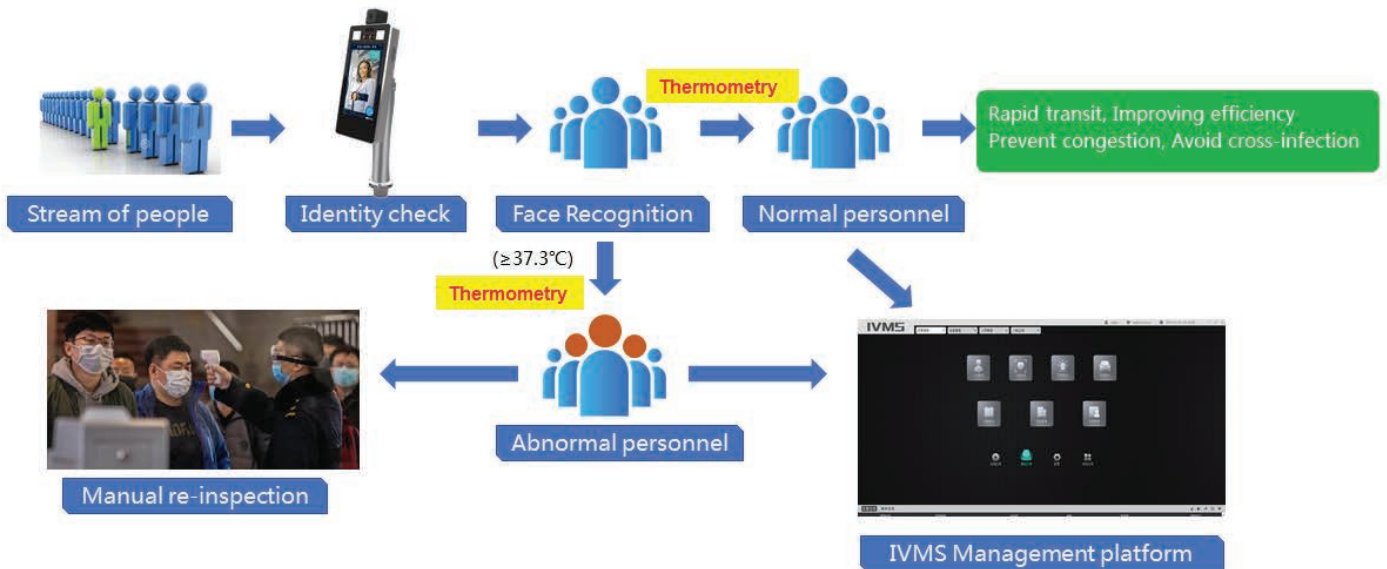 Thermometry
Rapid transit, Improving efficiency
Prevent congestion, Avoid cross-infection
Stream of people
Identity check
Face Recognition
Normal personnel
(≥37.3℃)
Thermometry
IVMS
Abnormal personnel
Manual re-inspection
IVMS Management platform